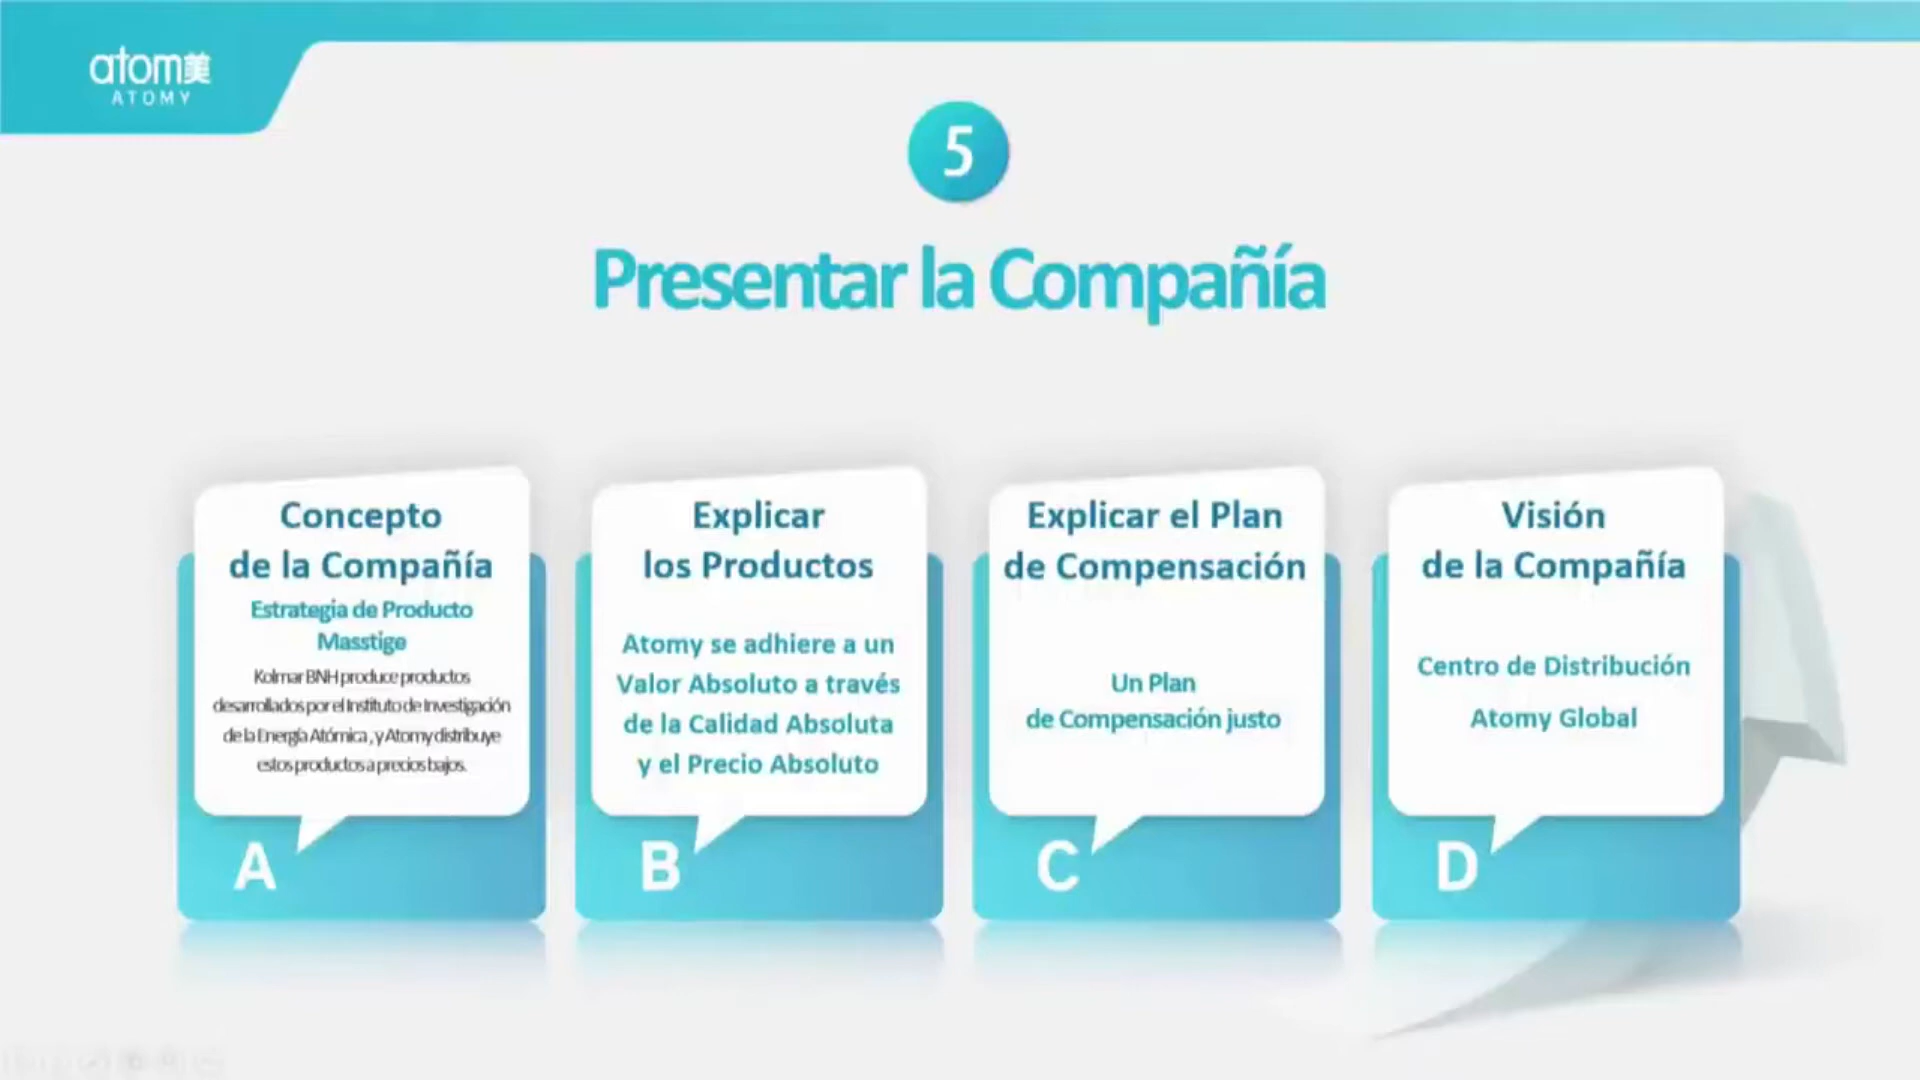 atom美
ATOMY
5
Presentar la Compañía
Concepto
de la Compañía
Estrategia de Producto
Masstige
Kolmar BNH produce productos
desarrollados por el Instituto de Investigación
de la Energía Atómica , y Atomy distribuye
estos productos a precios bajos.
A
Explicar
los Productos
Atomy se adhiere a un
Valor Absoluto a través
de la Calidad Absoluta
y el Precio Absoluto
B
Explicar el Plan
de Compensación
Un Plan
de Compensación justo
C
Visión
de la Compañía
Centro de Distribución
Atomy Global
D